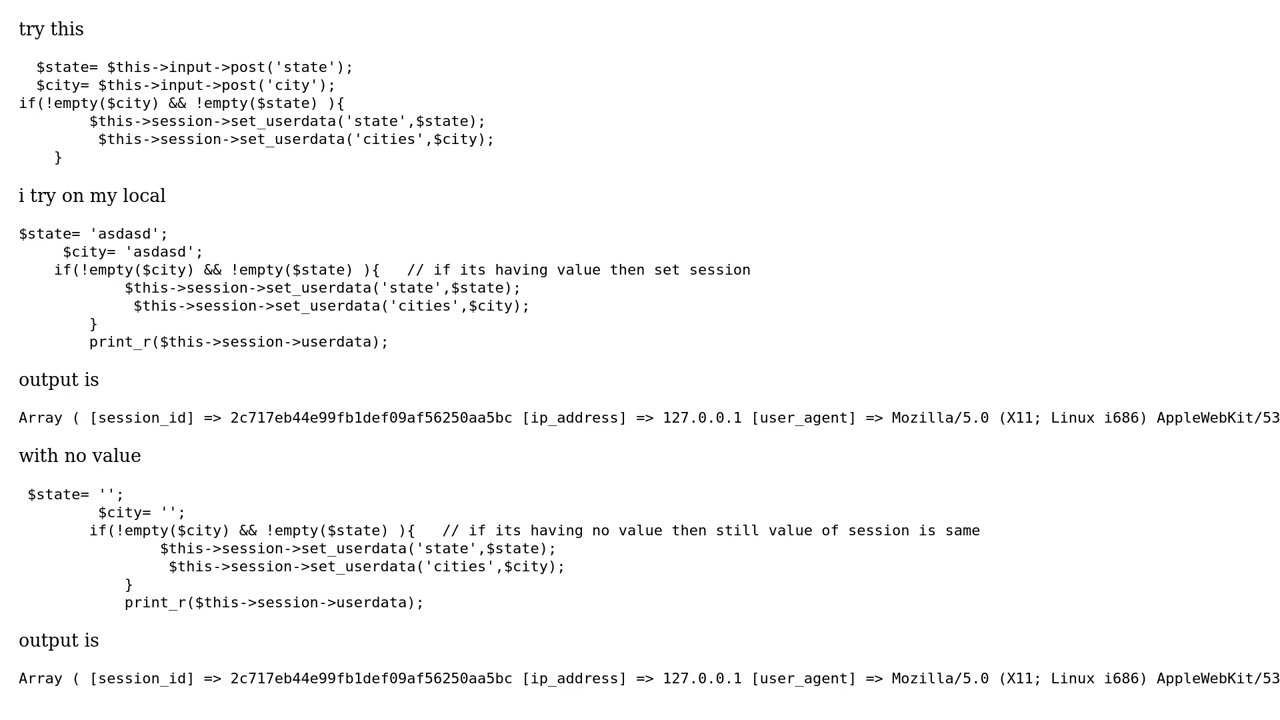 try this
  $state= $this->input->post('state');
  $city= $this->input->post('city');
if(!empty($city) && !empty($state) ){
        $this->session->set_userdata('state',$state);
         $this->session->set_userdata('cities',$city);
    }
i try on my local
$state= 'asdasd';
     $city= 'asdasd';
    if(!empty($city) && !empty($state) ){   // if its having value then set session
            $this->session->set_userdata('state',$state);
             $this->session->set_userdata('cities',$city);
        }
        print_r($this->session->userdata);
output is
Array ( [session_id] => 2c717eb44e99fb1def09af56250aa5bc [ip_address] => 127.0.0.1 [user_agent] => Mozilla/5.0 (X11; Linux i686) AppleWebKit/53
with no value
 $state= '';
         $city= '';
        if(!empty($city) && !empty($state) ){   // if its having no value then still value of session is same
                $this->session->set_userdata('state',$state);
                 $this->session->set_userdata('cities',$city);
            }
            print_r($this->session->userdata);
output is
Array ( [session_id] => 2c717eb44e99fb1def09af56250aa5bc [ip_address] => 127.0.0.1 [user_agent] => Mozilla/5.0 (X11; Linux i686) AppleWebKit/53